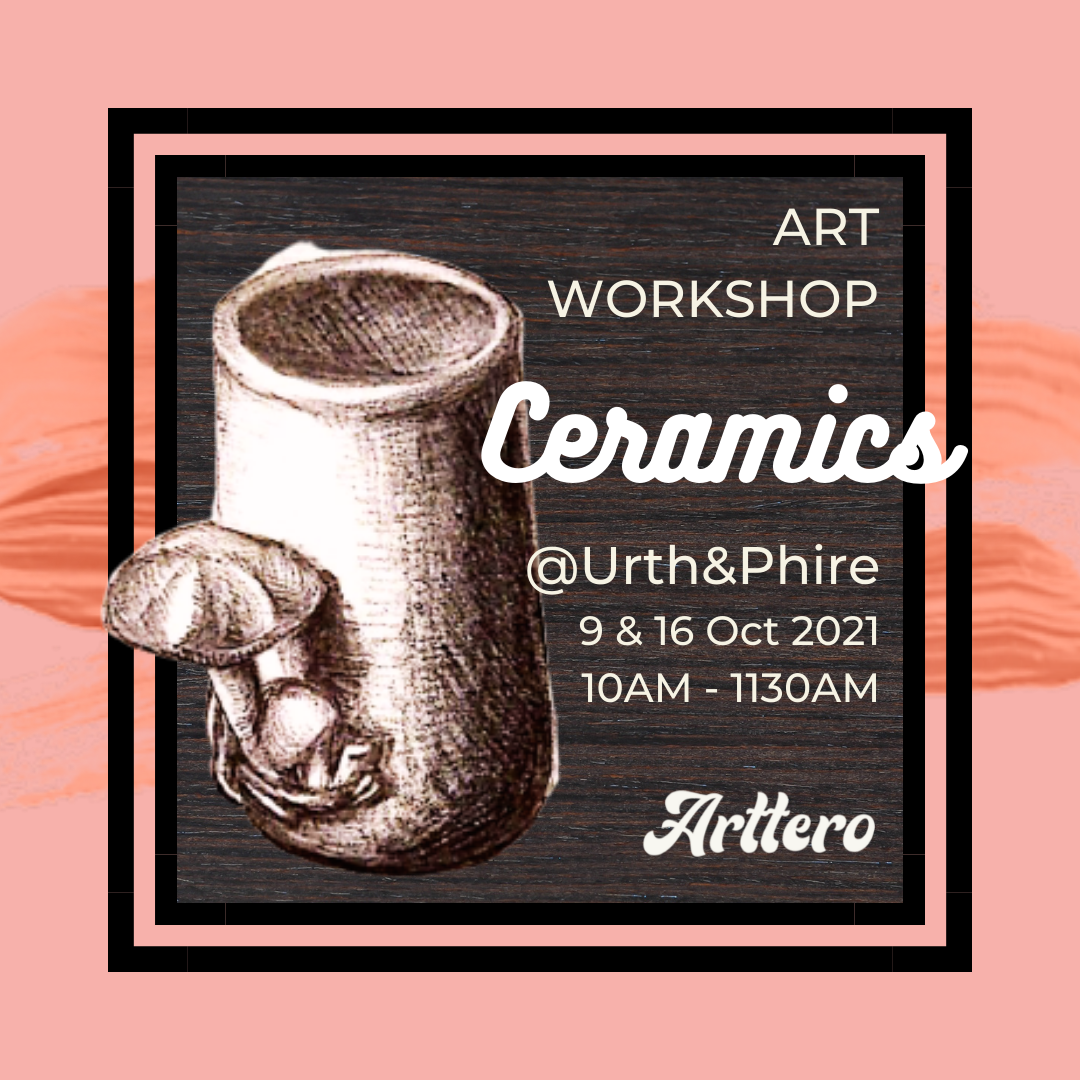 ART
WORKSHOP
Ceramics
@Urth&Phire
9 & 16 Oct 2021
10AM - 1130AM
Arttero